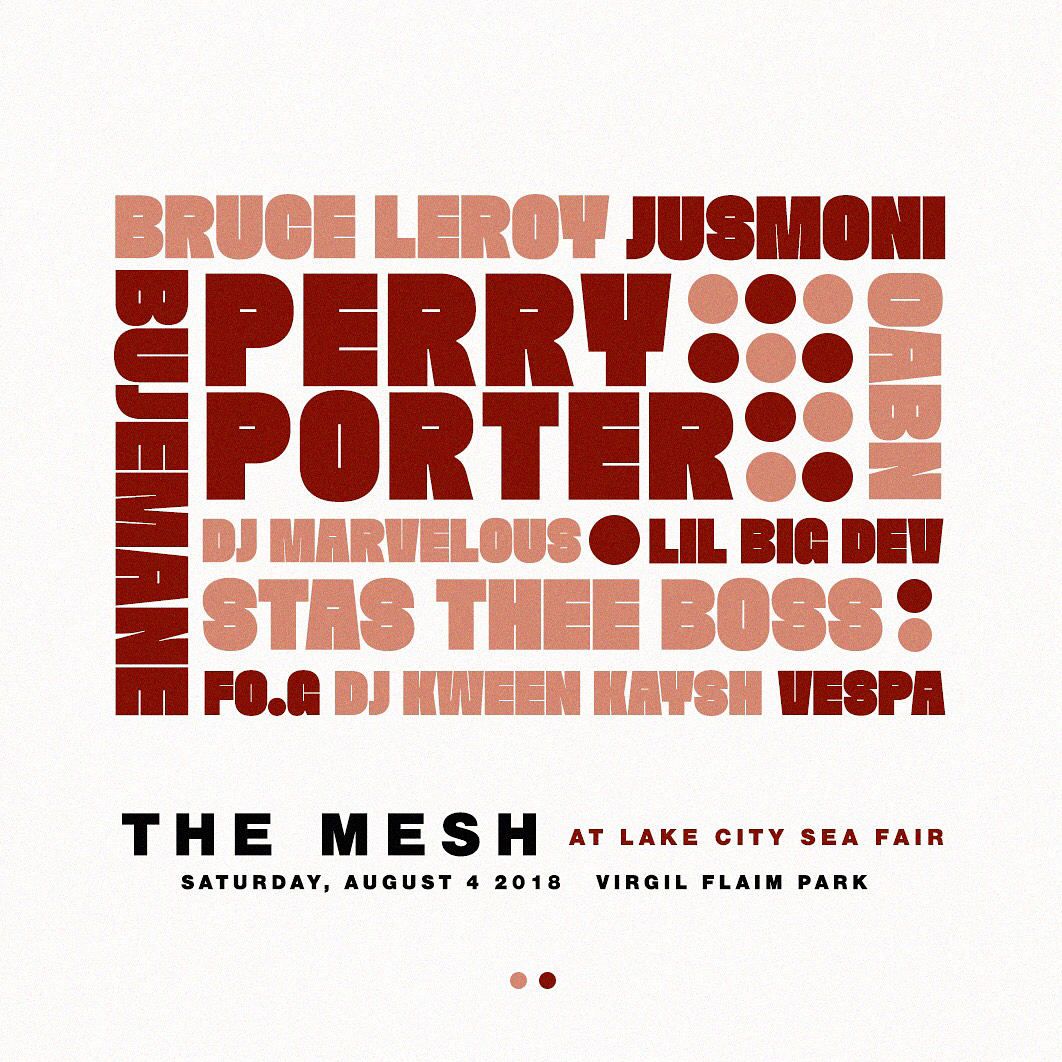 BRUCE LEROY JUSMONI
BUJEMANE
PERRY
PORTER
OABN
DJ MARVELOUS LIL BIG DEV
STAS THEE BOSS
FO.G DJ KWEEN KAYSH VESPA
THE MESH AT LAKE CITY SEA FAIR
SATURDAY, AUGUST 4 2018 VIRGIL FLAIM PARK